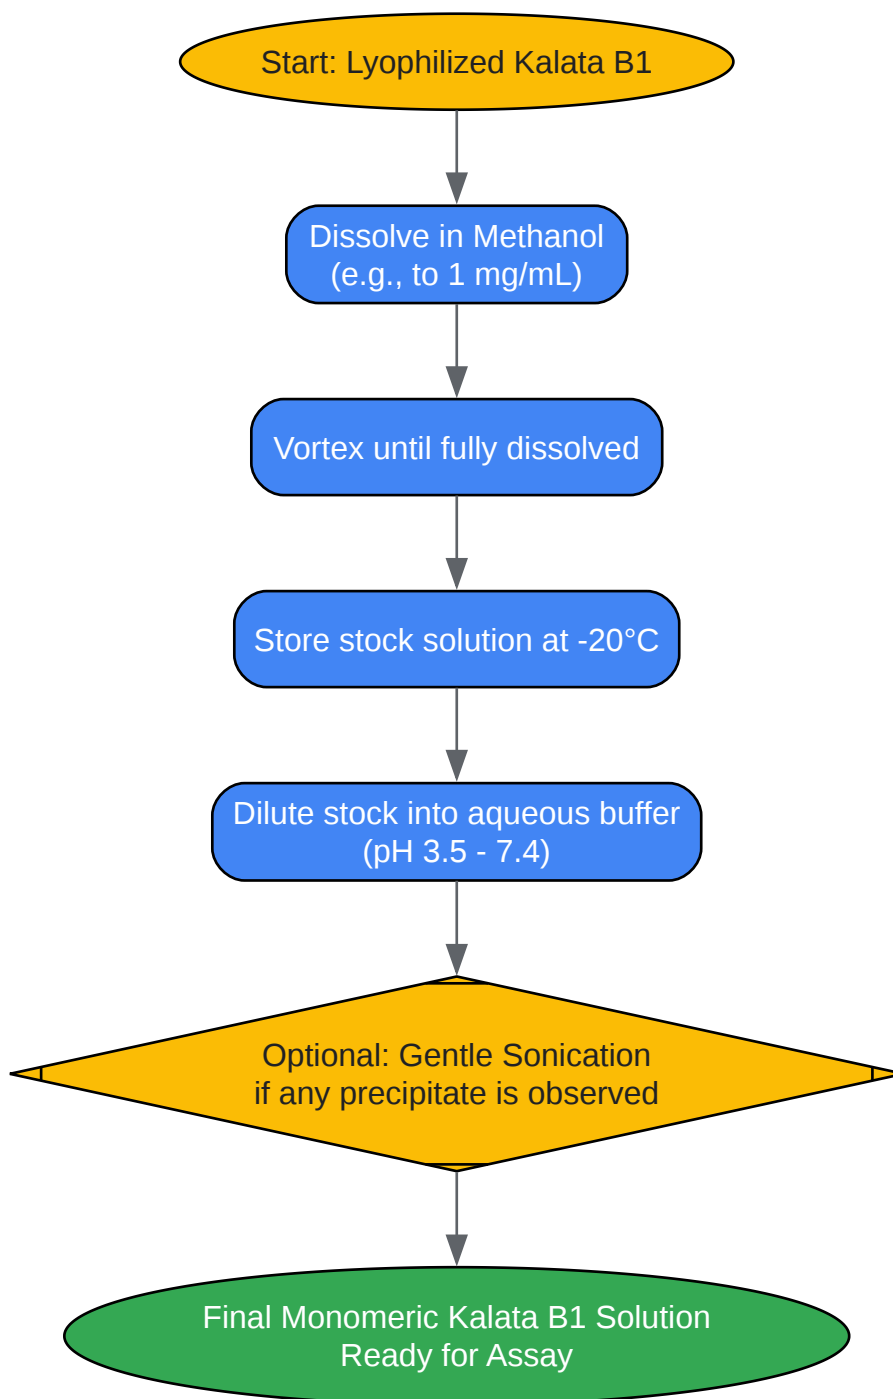 Start: Lyophilized Kalata B1
Dissolve in Methanol
(e.g., to 1 mg/mL)
Vortex until fully dissolved
Store stock solution at -20°C
Dilute stock into aqueous buffer
(pH 3.5 - 7.4)
Optional: Gentle Sonication
if any precipitate is observed
Final Monomeric Kalata B1 Solution
Ready for Assay